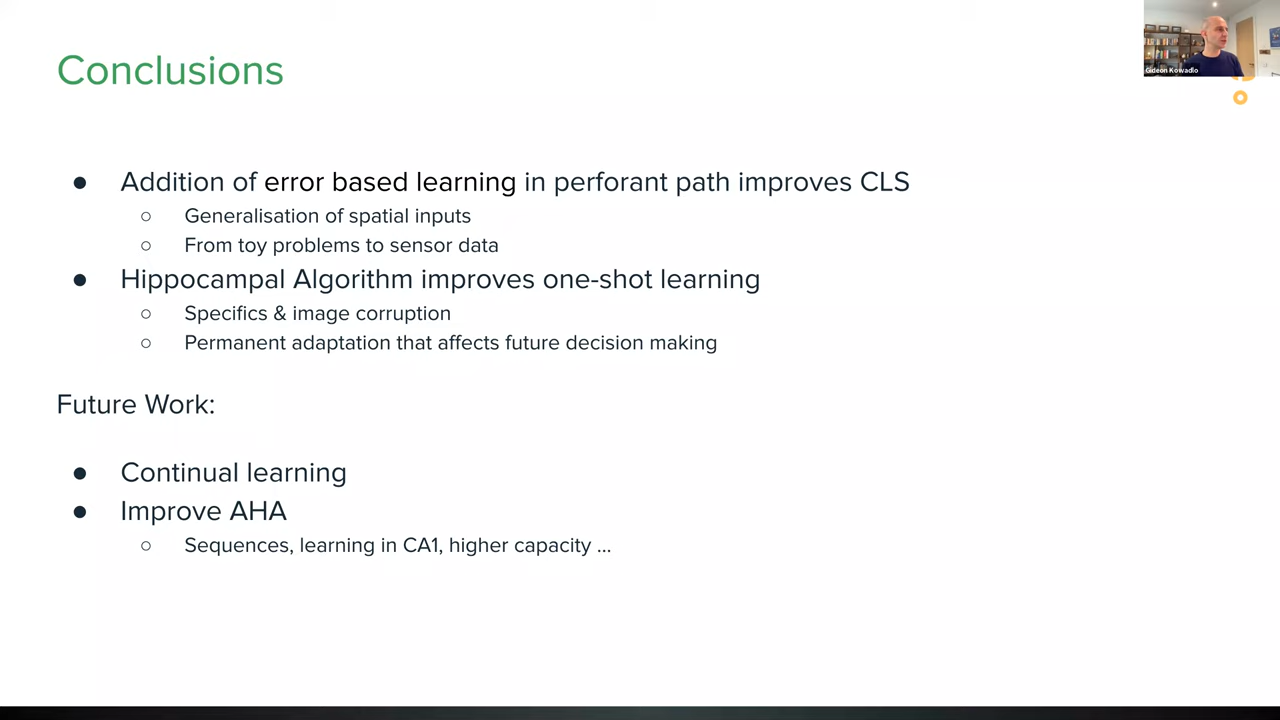 Conclusions
Gideon Kowadlo
● Addition of error based learning in perforant path improves CLS
○ Generalisation of spatial inputs
○ From toy problems to sensor data
● Hippocampal Algorithm improves one-shot learning
○ Specifics & image corruption
○ Permanent adaptation that affects future decision making
Future Work:
● Continual learning
● Improve AHA
○ Sequences, learning in CA1, higher capacity ...